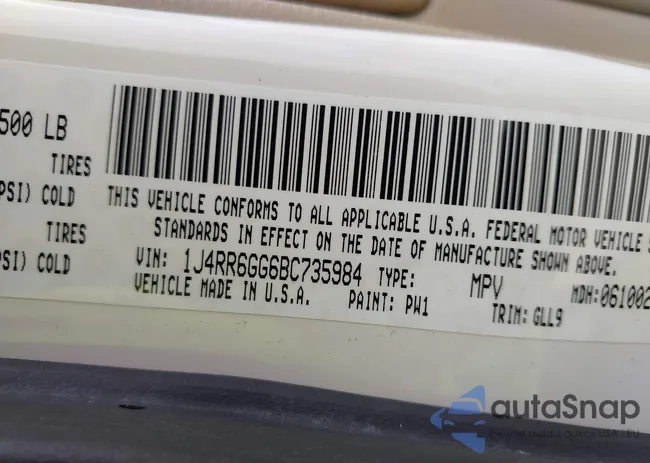 500 LB
TIRES
PSI) COLD
THIS VEHICLE CONFORMS TO ALL APPLICABLE U.S.A. FEDERAL MOTOR VEHICLE S
TIRES
STANDARDS IN EFFECT ON THE DATE OF MANUFACTURE SHOWN ABOVE.
PSI) COLD
VIN: 1J4RR6GG6BC735984 TYPE: MPV MDH:061002
VEHICLE MADE IN U.S.A. PAINT: PW1 TRIM: GLL9
autaSnap